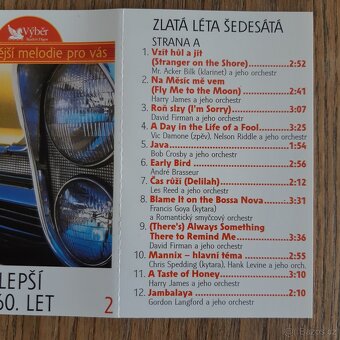 Výběr
ější melodie pro vás
LEPŠÍ
60. LET
2
ZLATÁ LÉTA ŠEDESÁTÁ
STRANA A
1. Vzít hůl a jít
(Stranger on the Shore) 2:52
Mr. Acker Bilk (klarinet) a jeho orchestr
2. Na Měsíc mě vem
(Fly Me to the Moon) 2:41
Harry James a jeho orchestr
3. Roň slzy (I'm Sorry) 3:07
David Firman a jeho orchestr
4. A Day in the Life of a Fool 3:25
Vic Damone (zpěv), Nelson Riddle a jeho orchestr
5. Java 1:54
Bob Crosby a jeho orchestr
6. Early Bird 2:56
André Brasseur
7. Čas růží (Delilah) 2:12
Les Reed a jeho orchestr
8. Blame It on the Bossa Nova 3:31
Francis Goya (kytara)
a Romantický smyčcový orchestr
9. (There's) Always Something
There to Remind Me 3:36
David Firman a jeho orchestr
10. Mannix – hlavní téma 2:55
Chris Spedding (kytara), Hank Levine a jeho orch.
11. A Taste of Honey 2:10
Harry James a jeho orchestr
12. Jambalaya 2:10
Gordon Langford a jeho orchestr